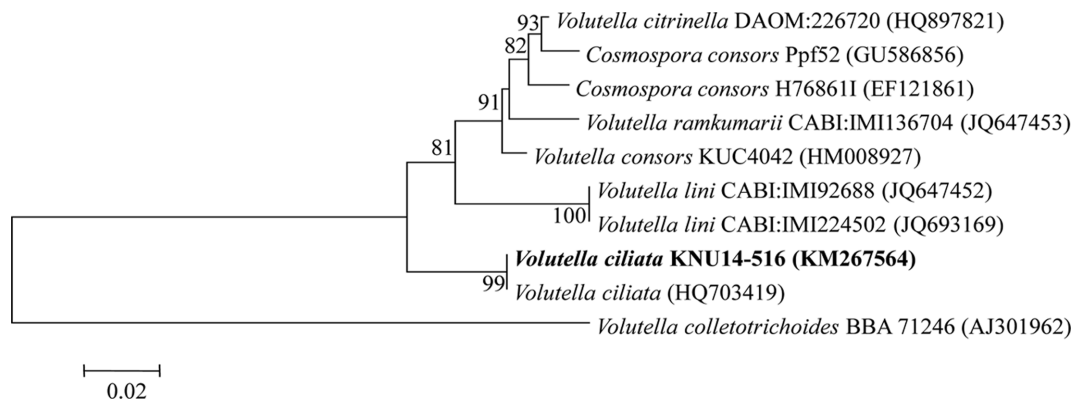 93 Volutella citrinella DAOM:226720 (HQ897821)
82 Cosmospora consors Ppf52 (GU586856)
Cosmospora consors H76861I (EF121861)
91
Volutella ramkumarii CABI:IMI136704 (JQ647453)
81
Volutella consors KUC4042 (HM008927)
Volutella lini CABI:IMI92688 (JQ647452)
100
Volutella lini CABI:IMI224502 (JQ693169)
Volutella ciliata KNU14-516 (KM267564)
99
Volutella ciliata (HQ703419)
Volutella colletotrichoides BBA 71246 (AJ301962)
0.02